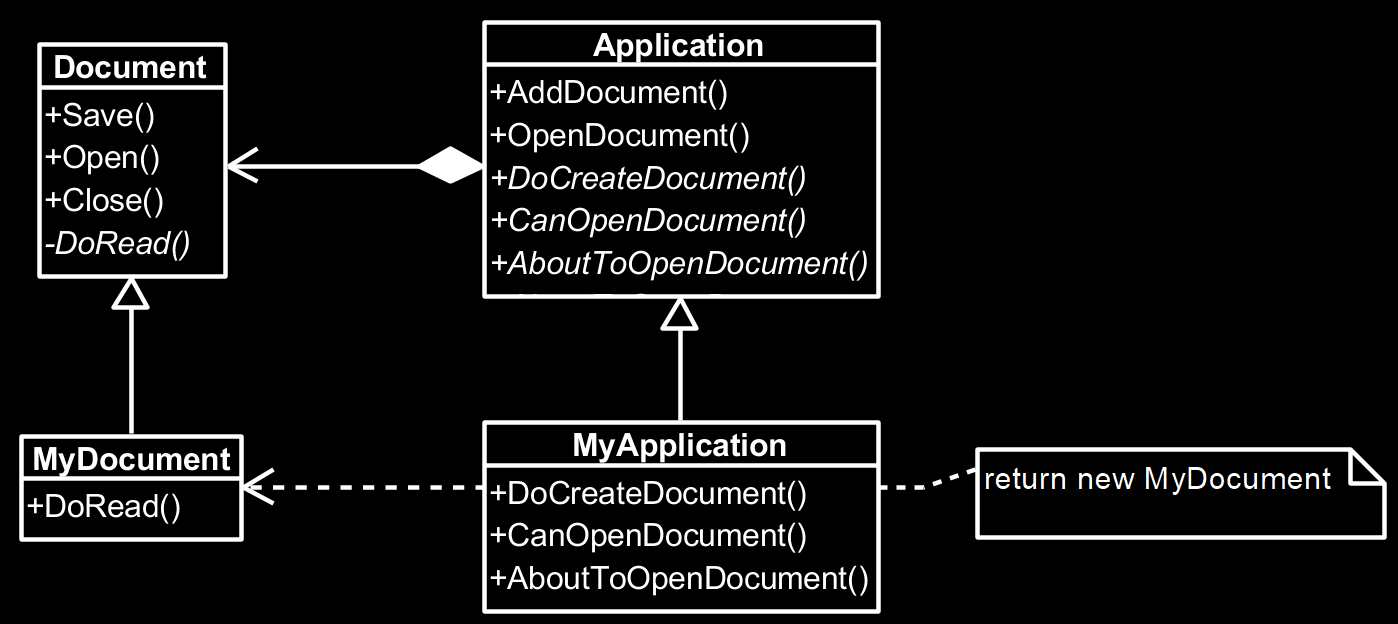 Document
+Save()
+Open()
+Close()
-DoRead()
Application
+AddDocument()
+OpenDocument()
+DoCreateDocument()
+CanOpenDocument()
+AboutToOpenDocument()
MyDocument
+DoRead()
MyApplication
+DoCreateDocument()
+CanOpenDocument()
+AboutToOpenDocument()
return new MyDocument